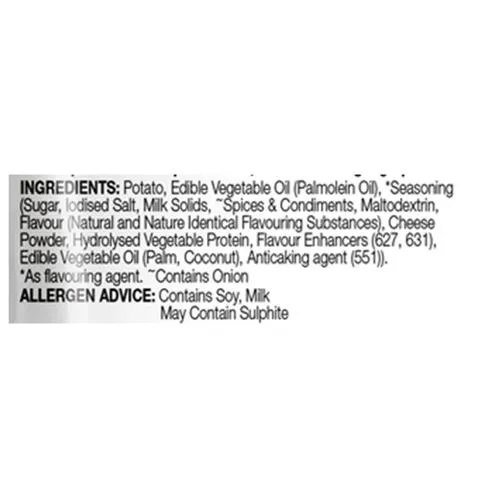 INGREDIENTS: Potato, Edible Vegetable Oil (Palmolein Oil), *Seasoning
(Sugar, Iodised Salt, Milk Solids, ~Spices & Condiments, Maltodextrin,
Flavour (Natural and Nature Identical Flavouring Substances), Cheese
Powder, Hydrolysed Vegetable Protein, Flavour Enhancers (627, 631),
Edible Vegetable Oil (Palm, Coconut), Anticaking agent (551)).
*As flavouring agent. ~Contains Onion
ALLERGEN ADVICE: Contains Soy, Milk
May Contain Sulphite